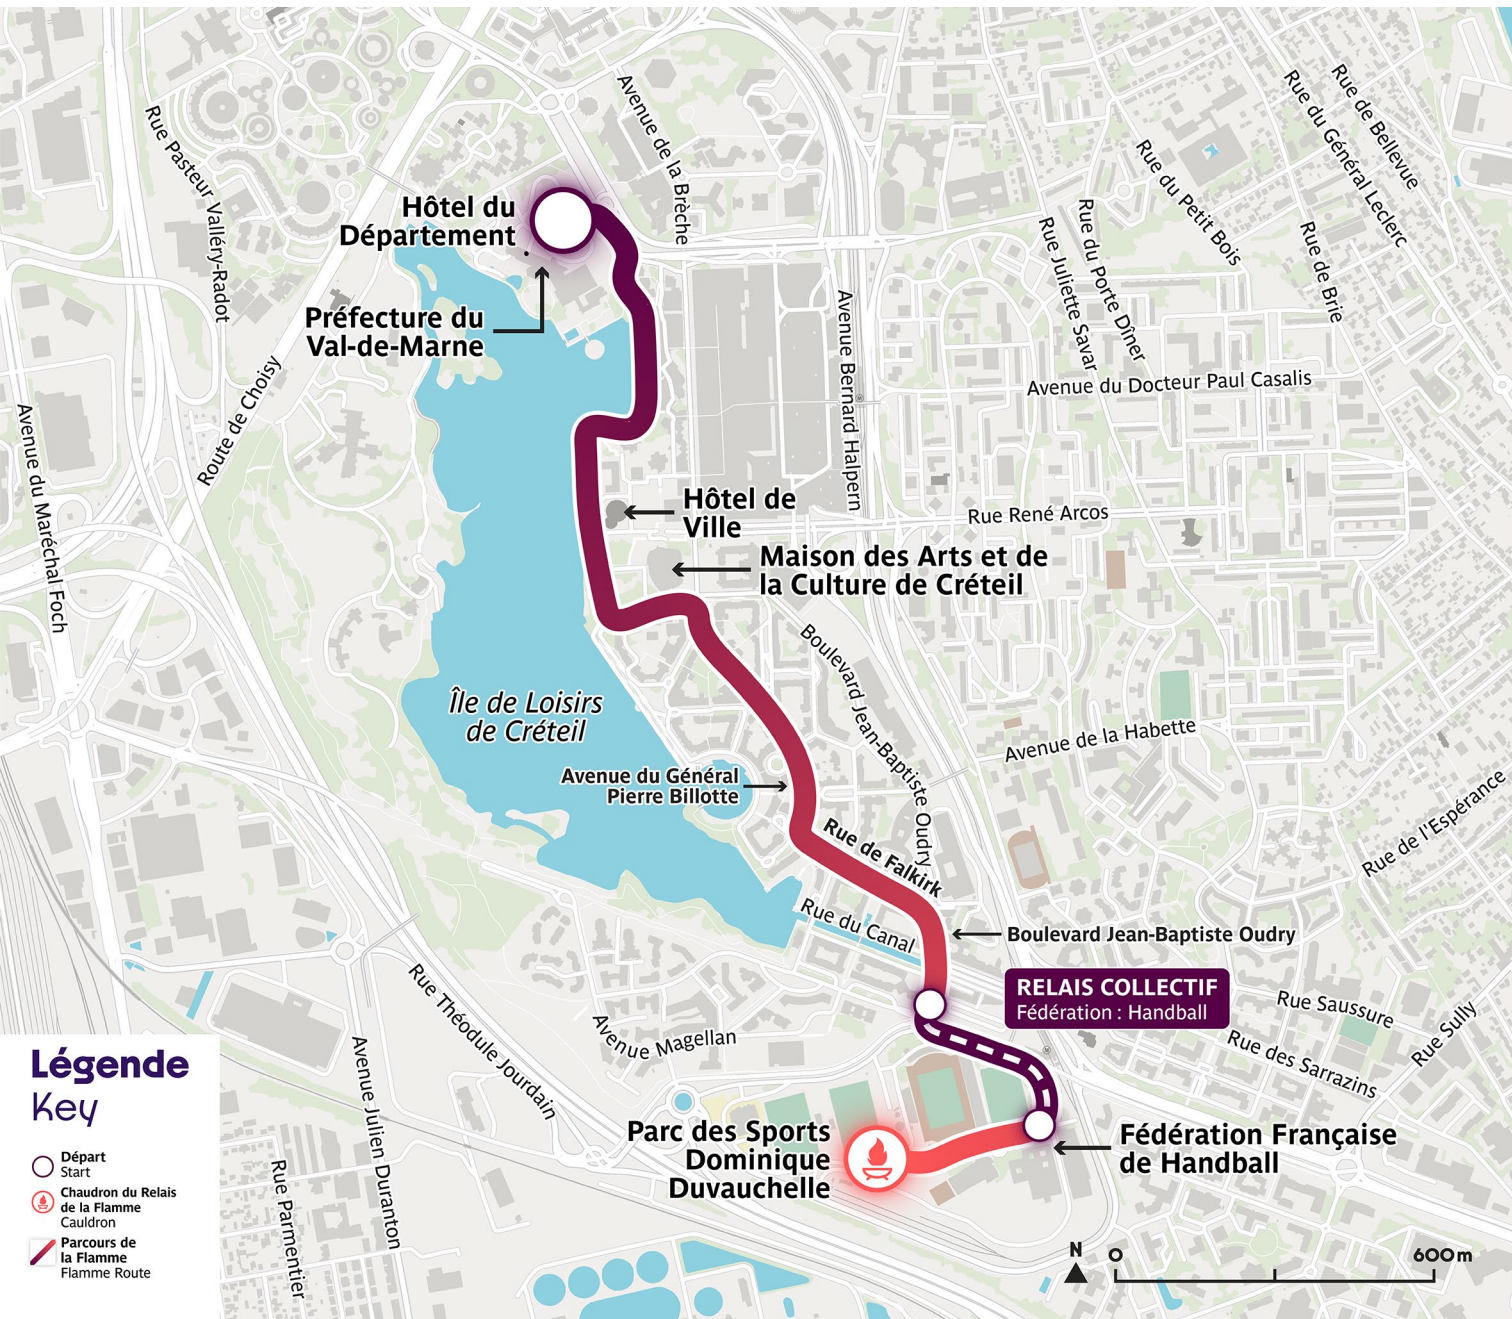 Rue Pasteur Valléry-Radot
Avenue de la Brèche
Rue de Bellevue
Rue du Général Leclerc
Rue du Petit Bois
Hôtel du
Département
Rue du Porte Dîner
Rue Juliette Savar
Rue de Brie
Préfecture du
Val-de-Marne
Avenue Bernard Halpern
Route de Choisy
Avenue du Docteur Paul Casalis
Avenue du Maréchal Foch
Hôtel de
Ville
Rue René Arcos
Maison des Arts et de
la Culture de Créteil
Boulevard Jean-Baptiste Oudry
Île de Loisirs
de Créteil
Avenue de la Habette
Avenue du Général
Pierre Billotte
Rue de l'Espérance
Rue de Falkirk
Rue du Canal
Boulevard Jean-Baptiste Oudry
RELAIS COLLECTIF
Fédération : Handball
Rue Théodule Jourdain
Rue Saussure
Rue Sully
Avenue Magellan
Rue des Sarrazins
Avenue Julien Duranton
Parc des Sports
Dominique
Duvauchelle
Fédération Française
de Handball
Rue Parmentier
Légende
Key
Départ
Start
Chaudron du Relais
de la Flamme
Cauldron
Parcours de
la Flamme
Flamme Route
N
0
600m